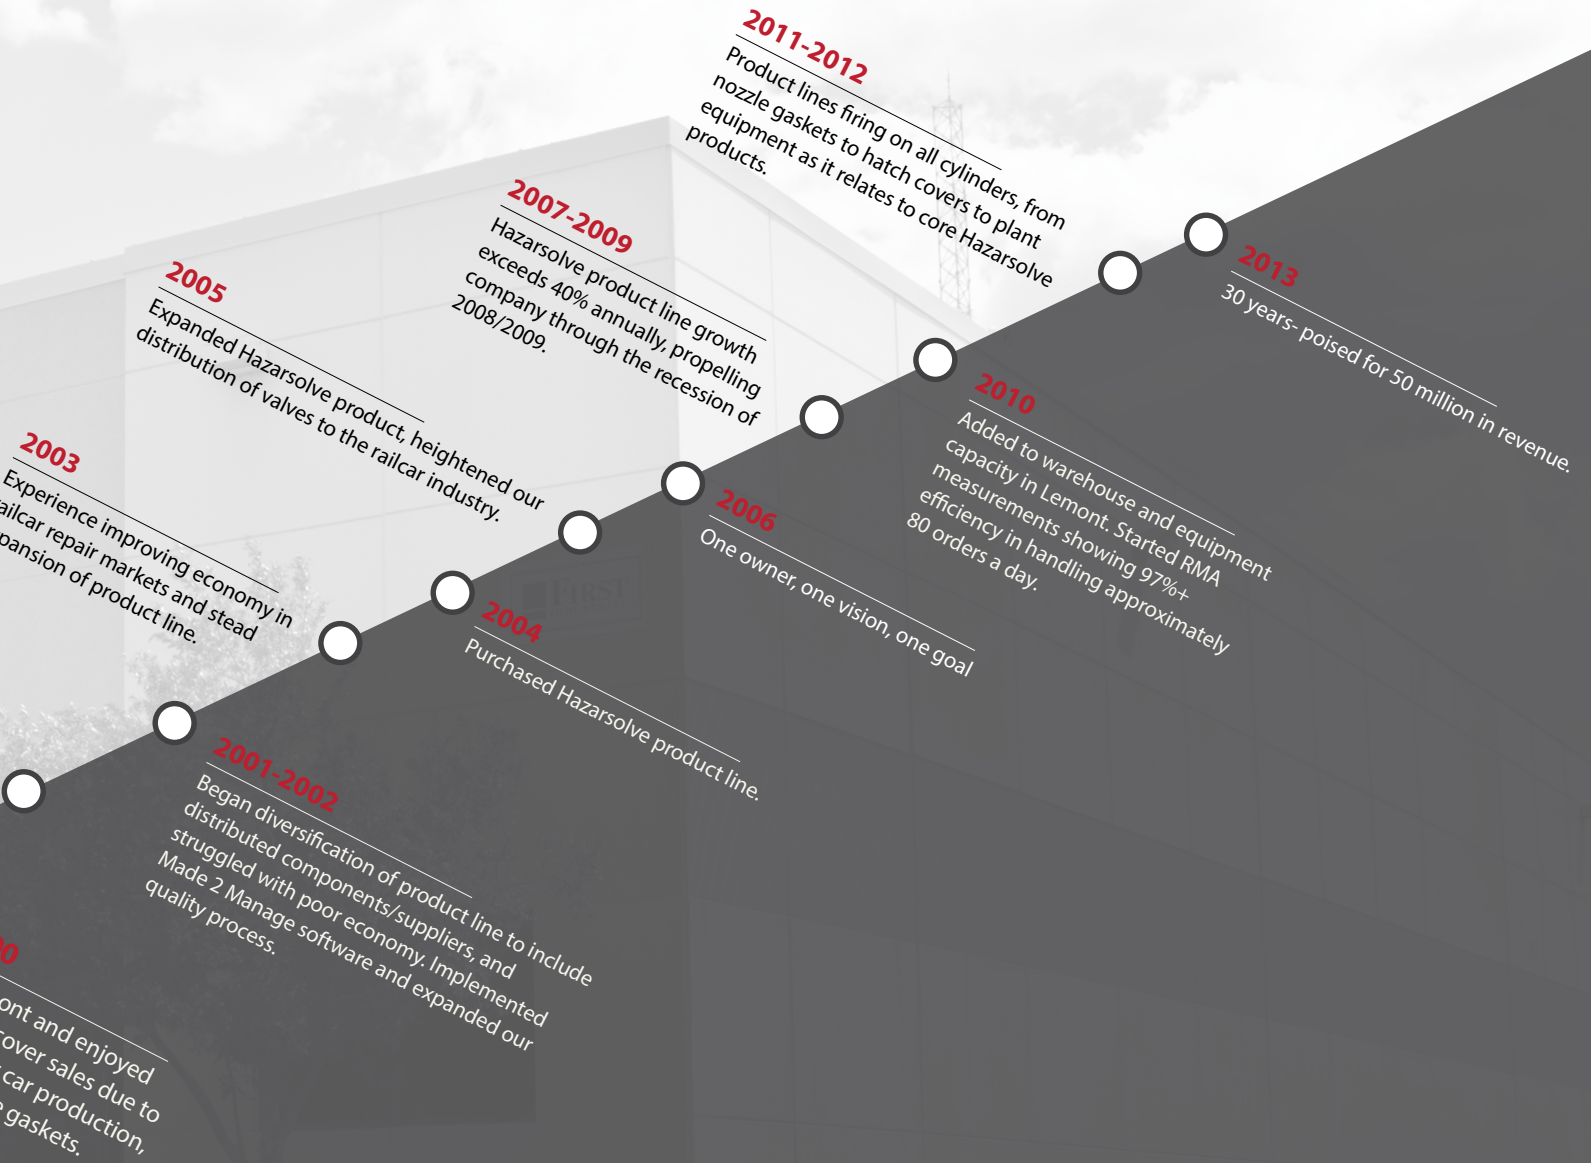 2011-2012
Product lines firing on all cylinders, from
nozzle gaskets to hatch covers to plant
equipment as it relates to core Hazarsolve
products.
2007-2009
Hazarsolve product line growth
exceeds 40% annually, propelling
company through the recession of
2008/2009.
2005
Expanded Hazarsolve product, heightened our
distribution of valves to the railcar industry.
2003
Experience improving economy in
ailcar repair markets and stead
pansion of product line.
2013
30 years- poised for 50 million in revenue.
2010
Added to warehouse and equipment
capacity in Lemont. Started RMA
measurements showing 97%+
efficiency in handling approximately
80 orders a day.
2006
One owner, one vision, one goal
FIRST
2004
Purchased Hazarsolve product line.
2001-2002
Began diversification of product line to include
distributed components/suppliers, and
struggled with poor economy. Implemented
Made 2 Manage software and expanded our
quality process.
00
ont and enjoyed
cover sales due to
car production,
gaskets.